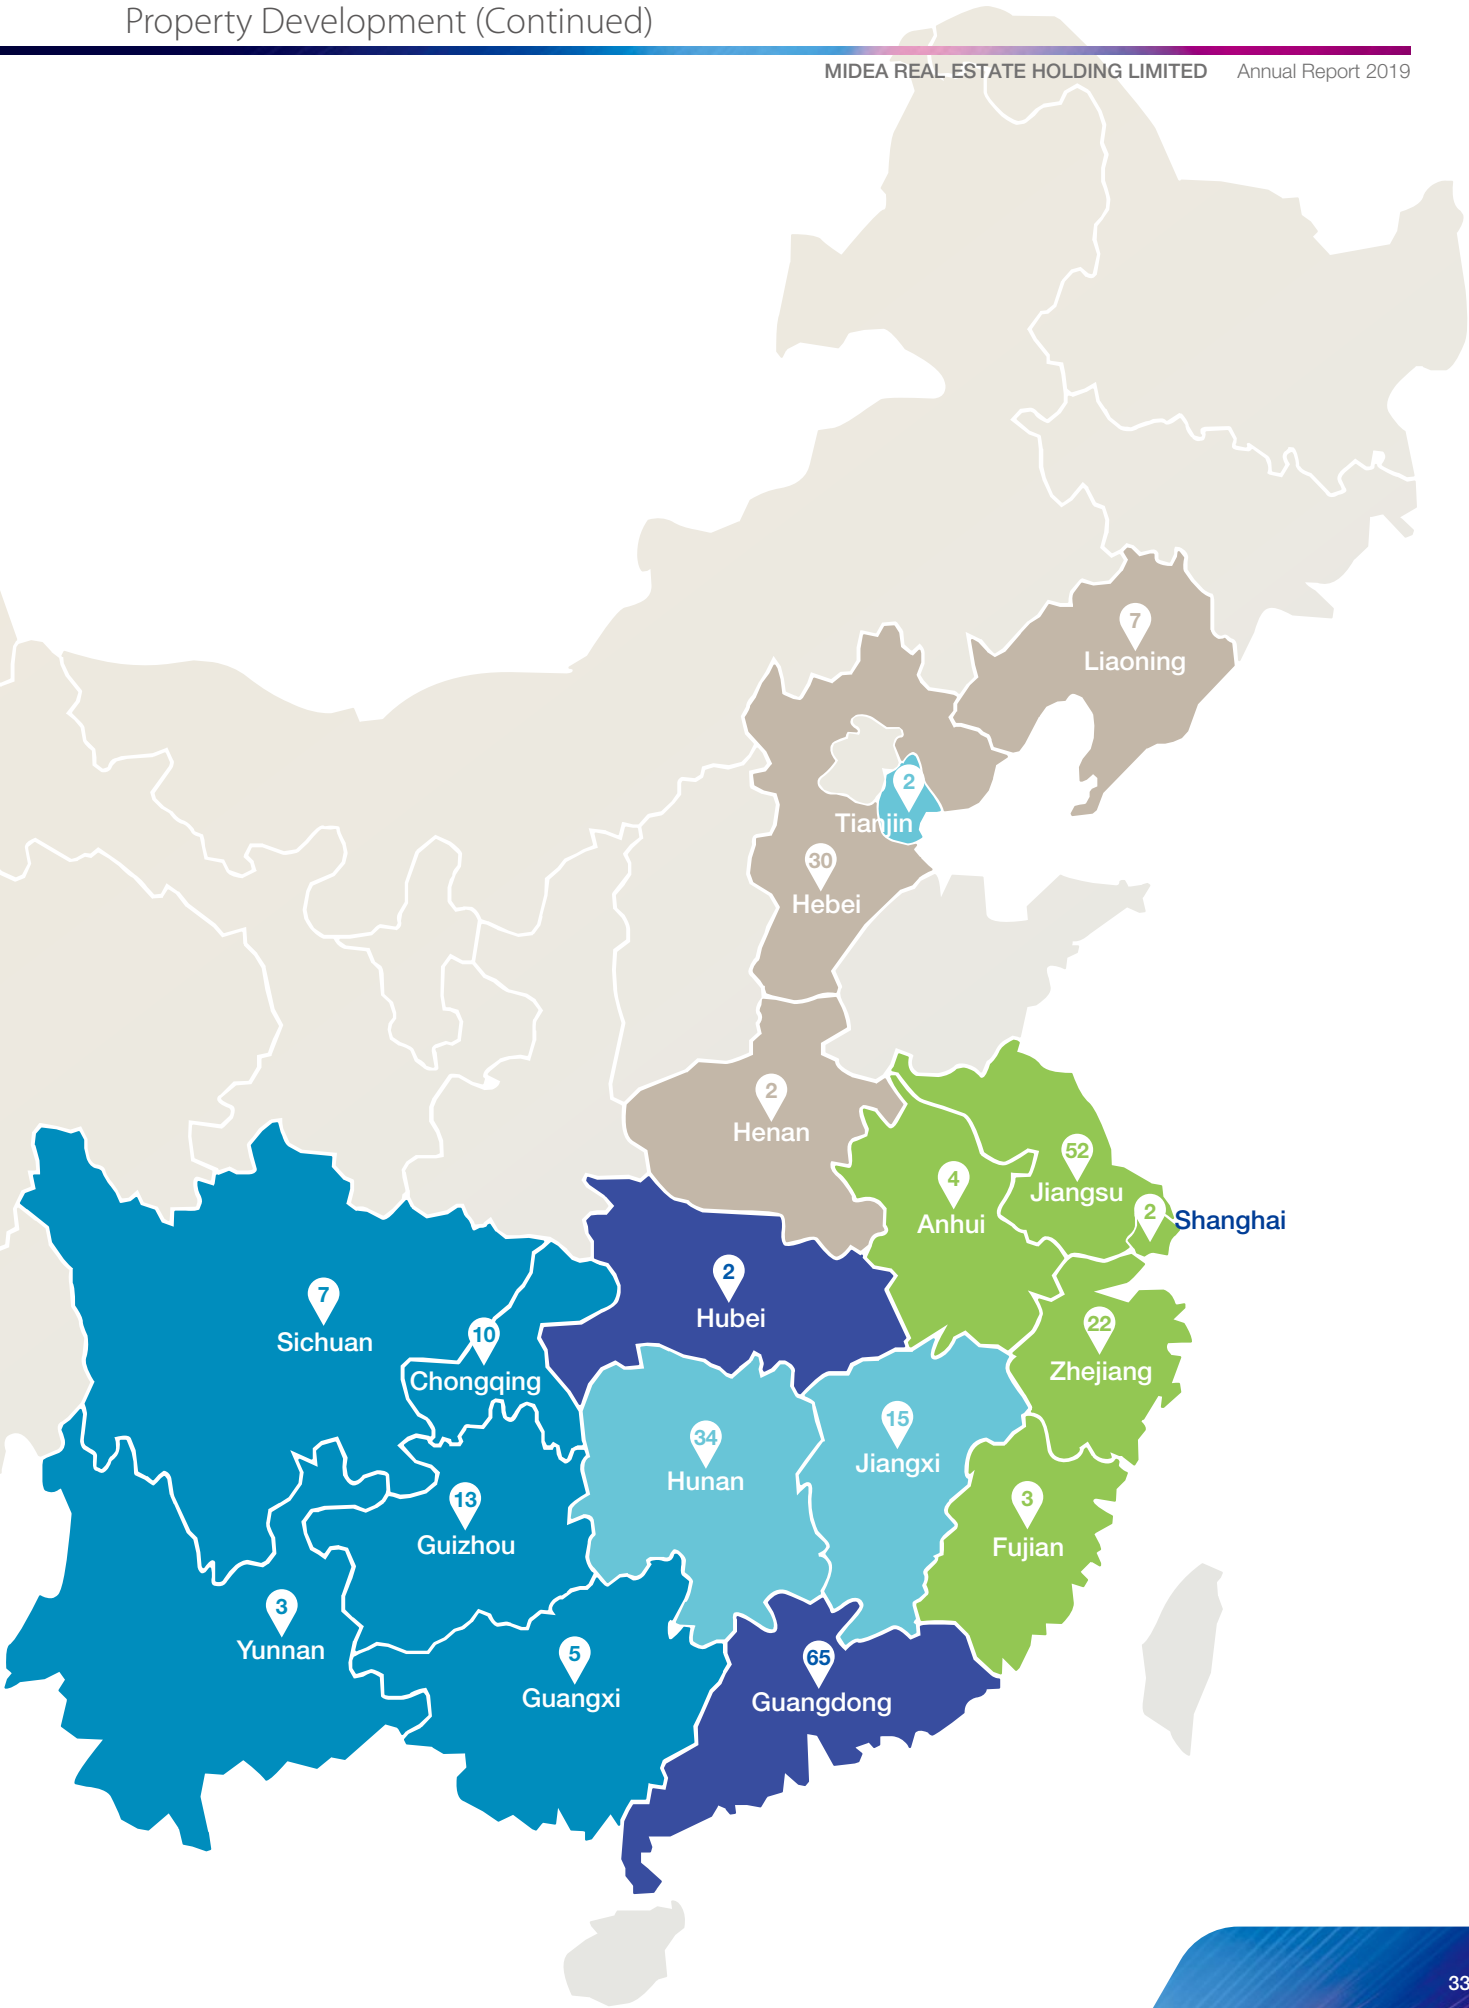 Property Development (Continued)
MIDEA REAL ESTATE HOLDING LIMITED Annual Report 2019
7
Liaoning
2
Tianjin
30
Hebei
2
Henan
52
Jiangsu
4
Anhui
2
Shanghai
2
Hubei
7
Sichuan
10
Chongqing
22
Zhejiang
34
Hunan
15
Jiangxi
13
Guizhou
3
Fujian
3
Yunnan
5
Guangxi
65
Guangdong
33